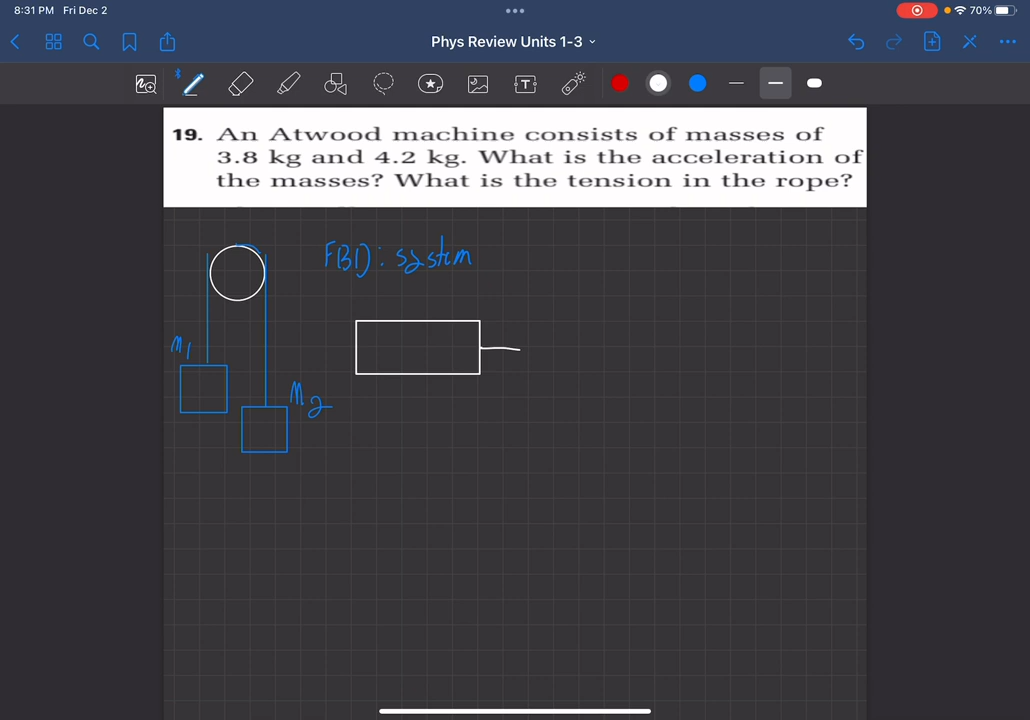 8:31 PM Fri Dec 2
70%
Phys Review Units 1-3
T
19. An Atwood machine consists of masses of
3.8 kg and 4.2 kg. What is the acceleration of
the masses? What is the tension in the rope?
FBD: system
M1
M2